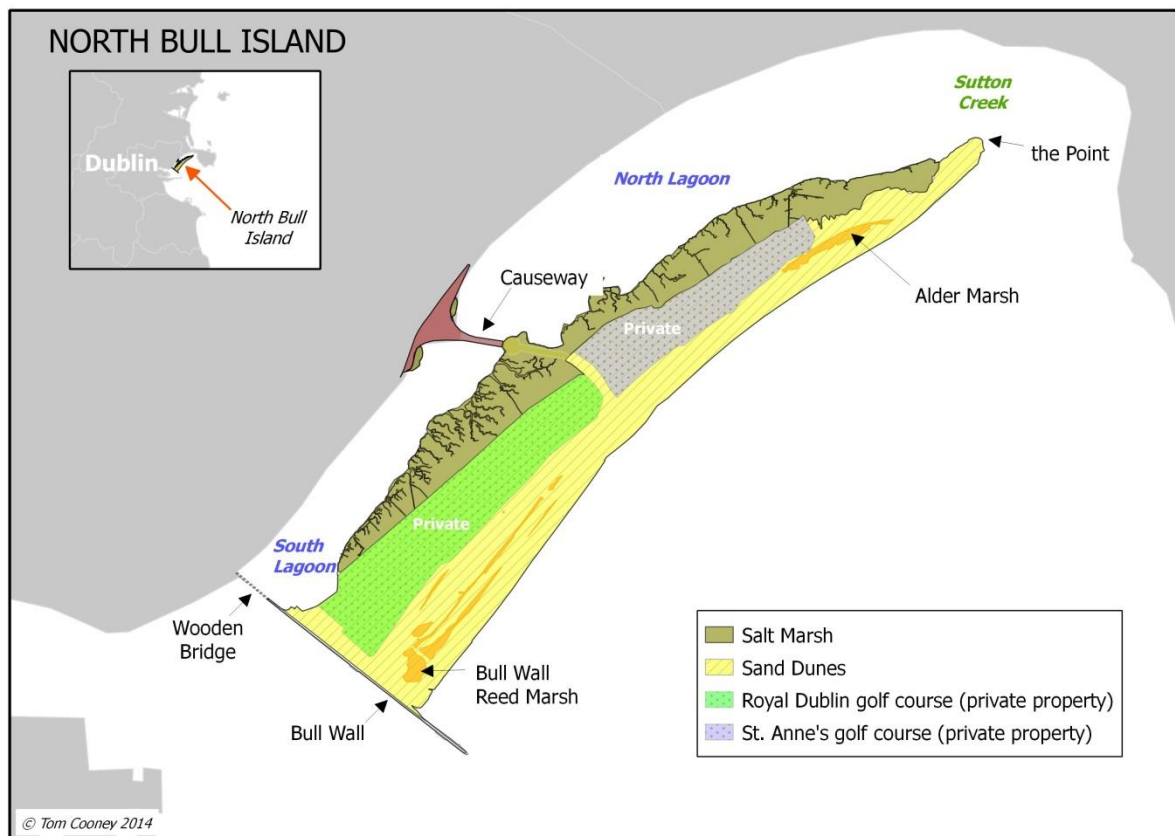 NORTH BULL ISLAND
Dublin
North Bull
Island
Sutton
Creek
the Point
North Lagoon
Causeway
Alder Marsh
Private
Private
South
Lagoon
Wooden
Bridge
Bull Wall
Reed Marsh
Bull Wall
Salt Marsh
Sand Dunes
Royal Dublin golf course (private property)
St. Anne's golf course (private property)
© Tom Cooney 2014